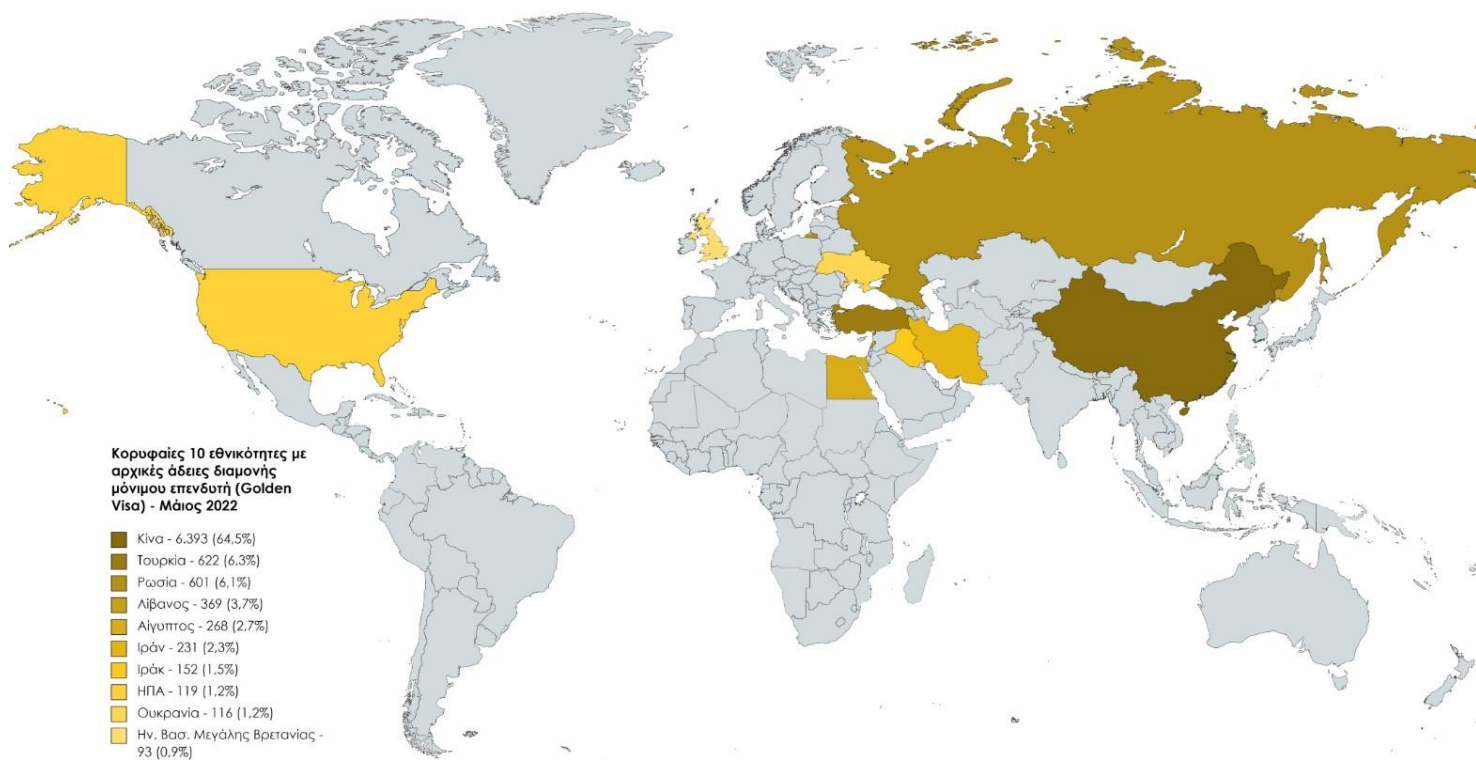 Κορυφαίες 10 εθνικότητες με
αρχικές άδειες διαμονής
μόνιμου επενδυτή (Golden
Visa) - Μάιος 2022
Κίνα - 6.393 (64,5%)
Τουρκία - 622 (6,3%)
Ρωσία - 601 (6,1%)
Λίβανος - 369 (3,7%)
Αίγυπτος - 268 (2,7%)
Ιράν - 231 (2,3%)
Ιράκ - 152 (1,5%)
ΗΠΑ - 119 (1,2%)
Ουκρανία - 116 (1,2%)
Ην. Βασ. Μεγάλης Βρετανίας -
93 (0,9%)